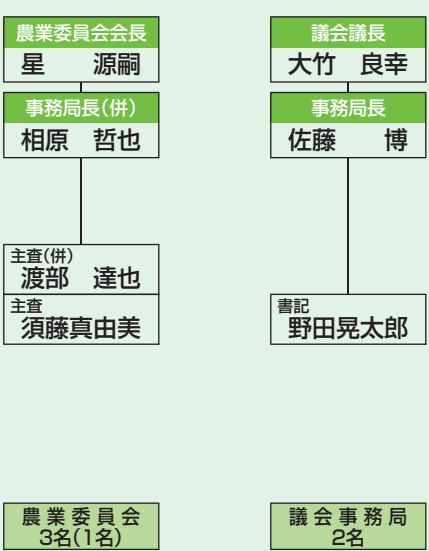 農業委員会会長
星　　源嗣
事務局長(併)
相原　哲也
主査(併)
渡部　達也
主査
須藤真由美
農業委員会
3名(1名)
議会議長
大竹　良幸
事務局長
佐藤　　博
書記
野田晃太郎
議会事務局
2名